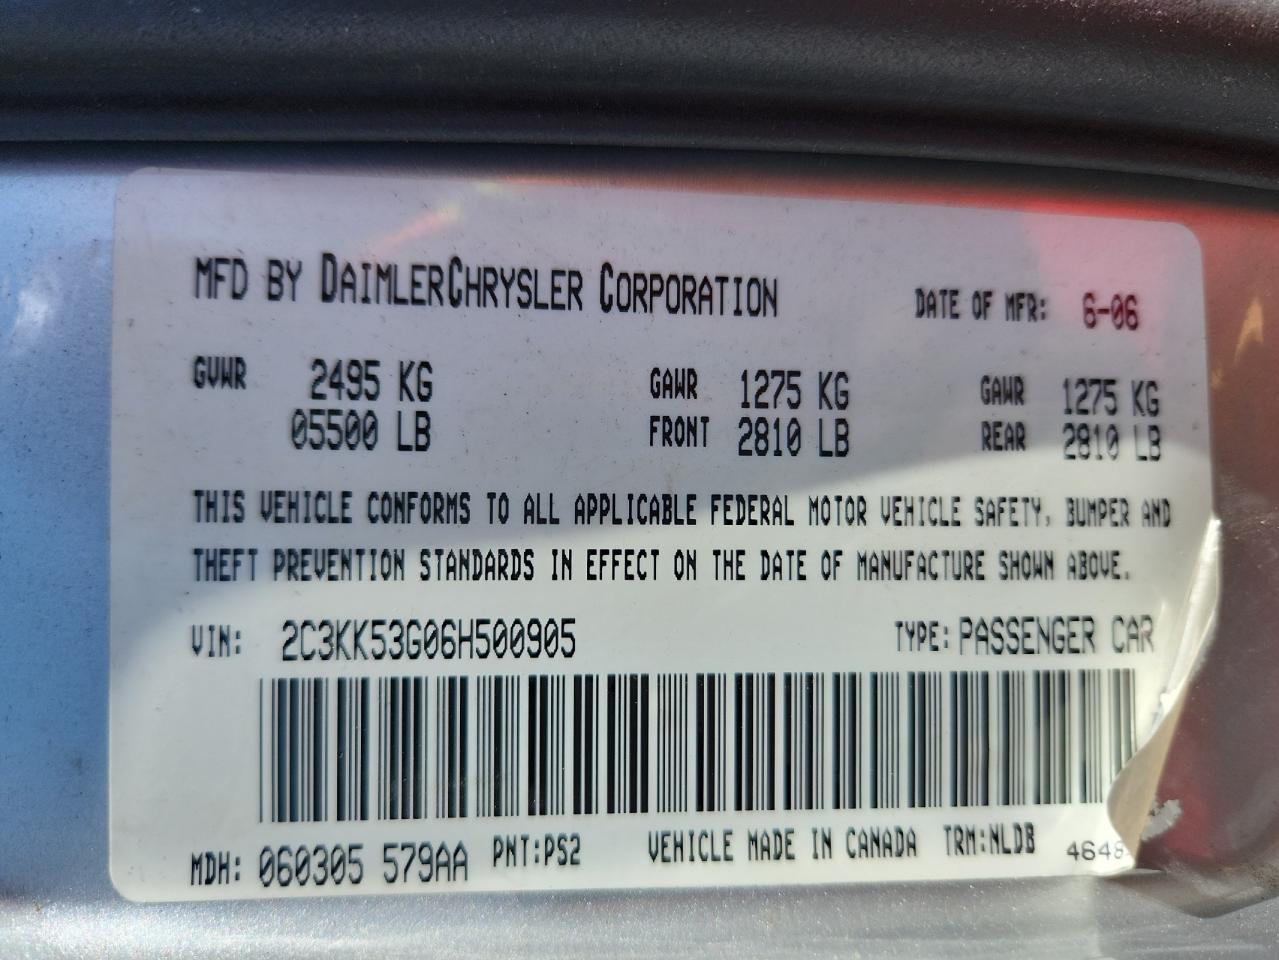 MFD BY DAIMLERCHRYSLER CORPORATION DATE OF MFR: 6-06
GVWR 2495 KG GAWR 1275 KG GAWR 1275 KG
05500 LB FRONT 2810 LB REAR 2810 LB
THIS VEHICLE CONFORMS TO ALL APPLICABLE FEDERAL MOTOR VEHICLE SAFETY, BUMPER AND
THEFT PREVENTION STANDARDS IN EFFECT ON THE DATE OF MANUFACTURE SHOWN ABOVE.
VIN: 2C3KK53G06H500905 TYPE: PASSENGER CAR
MDH: 060305 579AA PNT:PS2 VEHICLE MADE IN CANADA TRM:NLDB